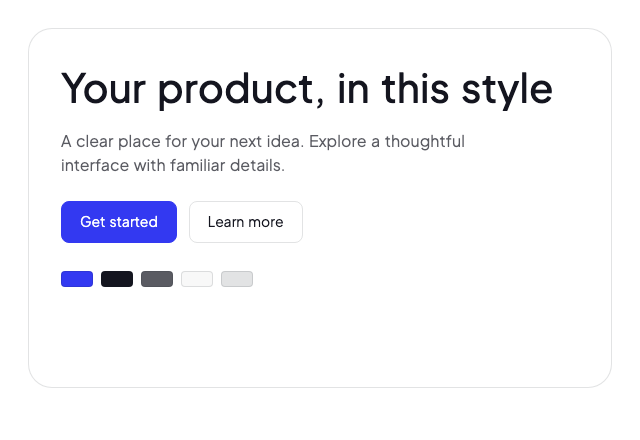 Your product, in this style
A clear place for your next idea. Explore a thoughtful
interface with familiar details.
Get started
Learn more